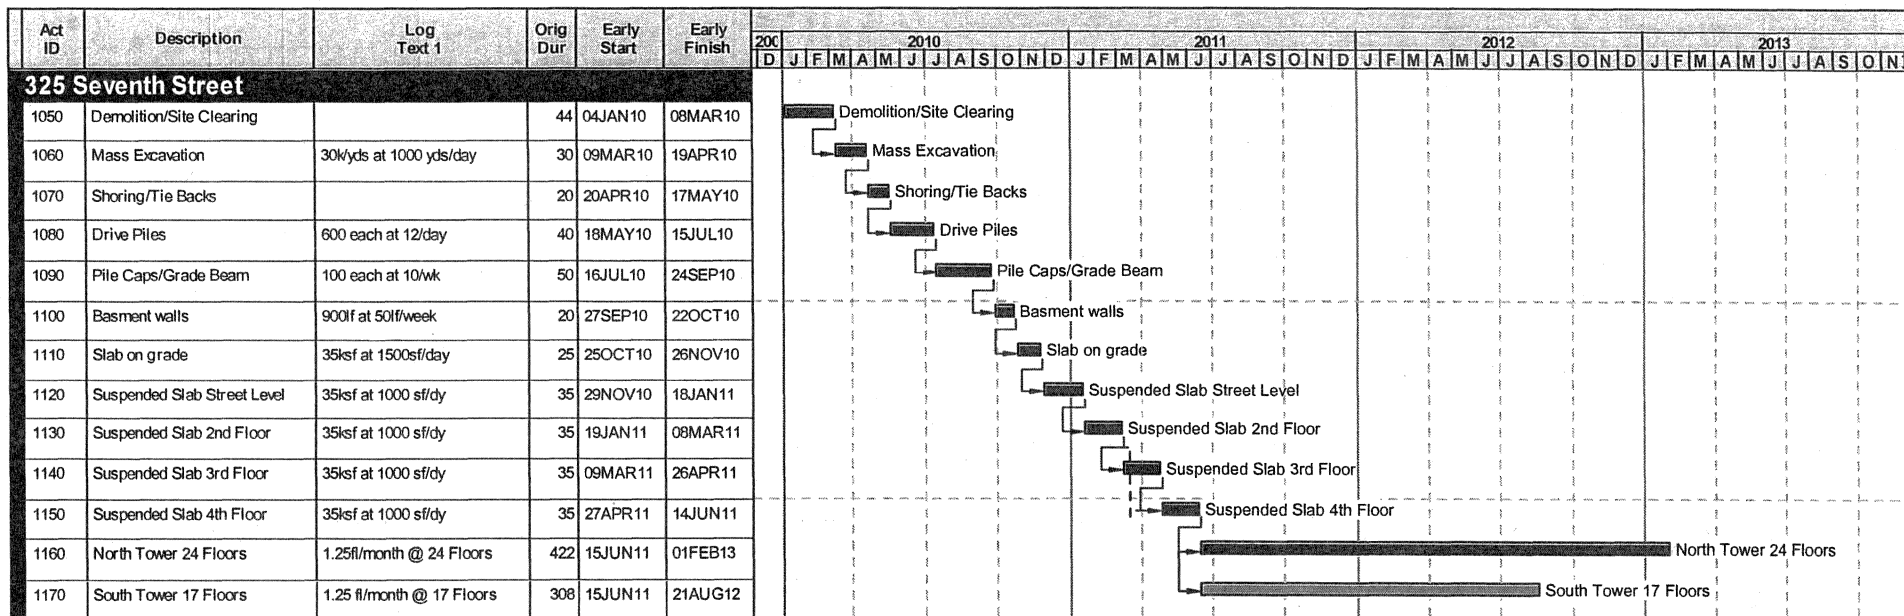 Act ID Description Log Text 1 Orig Dur Early Start Early Finish
200 2010 2011 2012 2013
D J F M A M J J A S O N D J F M A M J J A S O N D J F M A M J J A S O N D J F M A M J J A S O N
325 Seventh Street
1050 Demolition/Site Clearing 44 04JAN10 08MAR10 Demolition/Site Clearing
1060 Mass Excavation 30k/yds at 1000 yds/day 30 09MAR10 19APR10 Mass Excavation
1070 Shoring/Tie Backs 20 20APR10 17MAY10 Shoring/Tie Backs
1080 Drive Piles 600 each at 12/day 40 18MAY10 15JUL10 Drive Piles
1090 Pile Caps/Grade Beam 100 each at 10/wk 50 16JUL10 24SEP10 Pile Caps/Grade Beam
1100 Basment walls 900lf at 50lf/week 20 27SEP10 22OCT10 Basment walls
1110 Slab on grade 35ksf at 1500sf/day 25 25OCT10 26NOV10 Slab on grade
1120 Suspended Slab Street Level 35ksf at 1000 sf/dy 35 29NOV10 18JAN11 Suspended Slab Street Level
1130 Suspended Slab 2nd Floor 35ksf at 1000 sf/dy 35 19JAN11 08MAR11 Suspended Slab 2nd Floor
1140 Suspended Slab 3rd Floor 35ksf at 1000 sf/dy 35 09MAR11 26APR11 Suspended Slab 3rd Floor
1150 Suspended Slab 4th Floor 35ksf at 1000 sf/dy 35 27APR11 14JUN11 Suspended Slab 4th Floor
1160 North Tower 24 Floors 1.25fl/month @ 24 Floors 422 15JUN11 01FEB13 North Tower 24 Floors
1170 South Tower 17 Floors 1.25 fl/month @ 17 Floors 308 15JUN11 21AUG12 South Tower 17 Floors